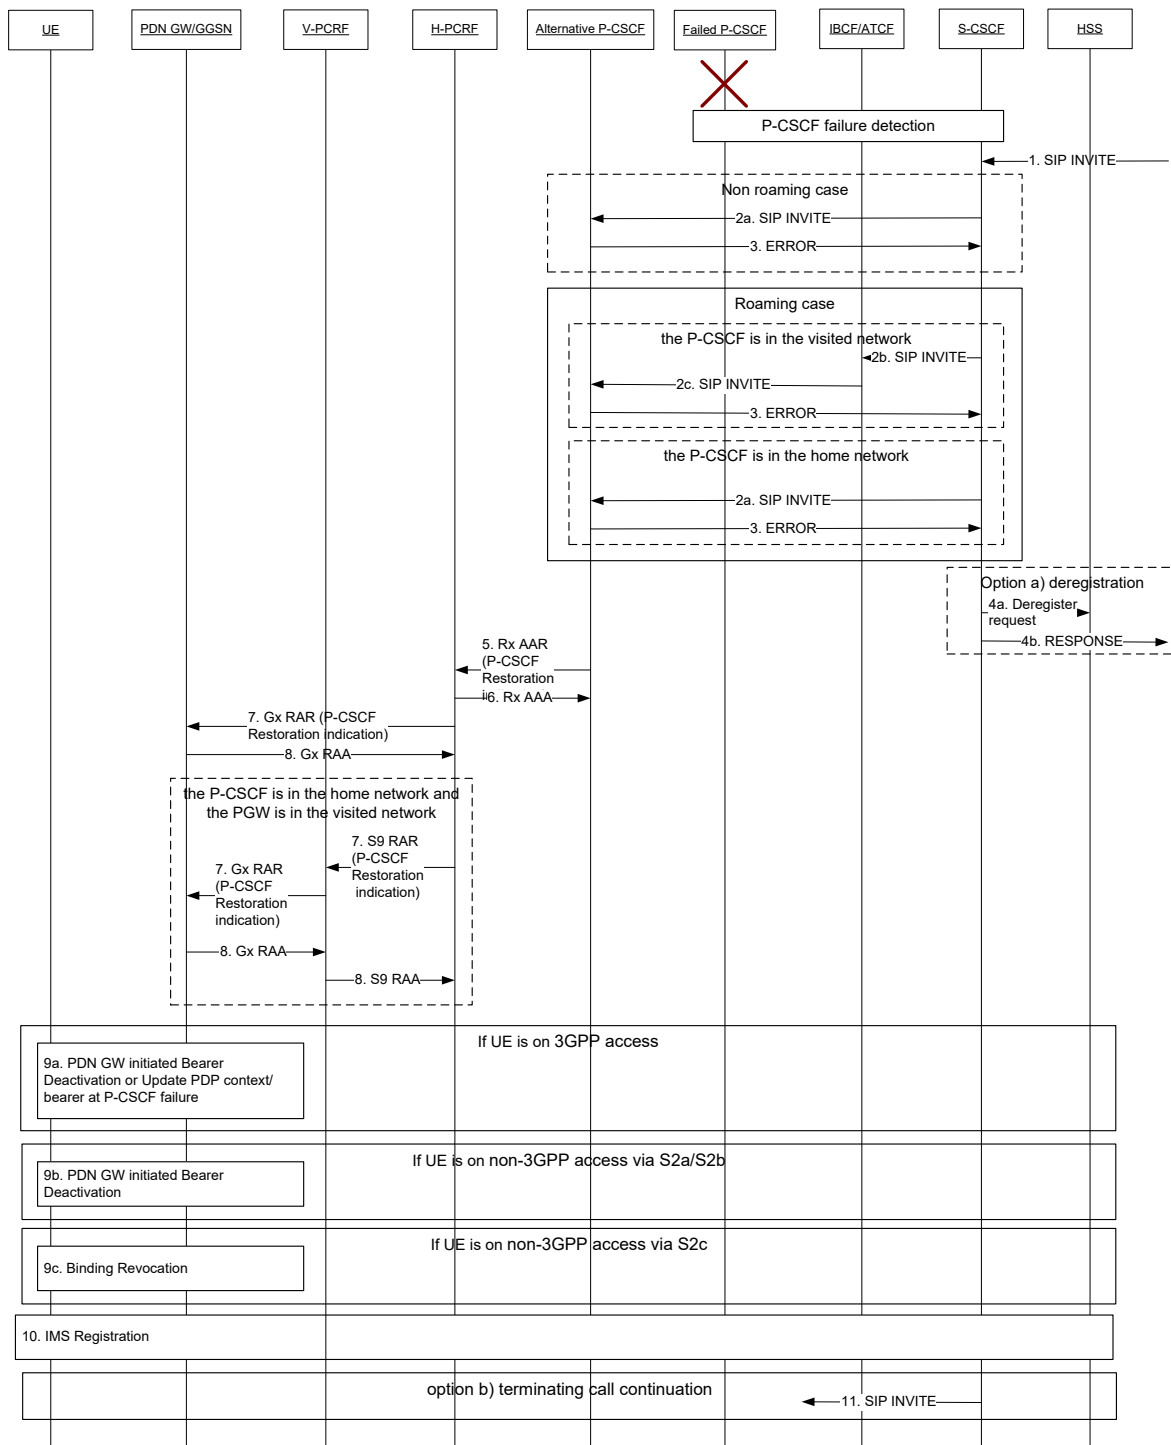 UE
PDN GW/GGSN
V-PCRF
H-PCRF
Alternative P-CSCF
Failed P-CSCF
IBCF/ATCF
S-CSCF
HSS
P-CSCF failure detection
1. SIP INVITE
Non roaming case
2a. SIP INVITE
3. ERROR
Roaming case
the P-CSCF is in the visited network
2b. SIP INVITE
2c. SIP INVITE
3. ERROR
the P-CSCF is in the home network
2a. SIP INVITE
3. ERROR
Option a) deregistration
4a. Deregister
request
4b. RESPONSE
5. Rx AAR
(P-CSCF
Restoration
6. Rx AAA
7. Gx RAR (P-CSCF
Restoration indication)
8. Gx RAA
the P-CSCF is in the home network and
the PGW is in the visited network
7. S9 RAR
(P-CSCF
Restoration
indication)
7. Gx RAR
(P-CSCF
Restoration
indication)
8. Gx RAA
8. S9 RAA
If UE is on 3GPP access
9a. PDN GW initiated Bearer
Deactivation or Update PDP context/
bearer at P-CSCF failure
If UE is on non-3GPP access via S2a/S2b
9b. PDN GW initiated Bearer
Deactivation
If UE is on non-3GPP access via S2c
9c. Binding Revocation
10. IMS Registration
option b) terminating call continuation
11. SIP INVITE